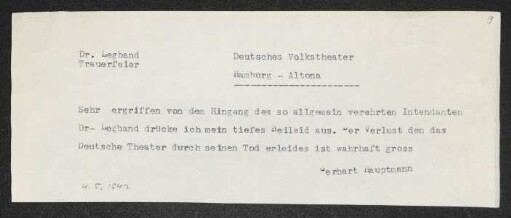 9
Dr. Legband
Trauerfeier
Deutsches Volkstheater
Hamburg - Altona
Sehr ergriffen von dem Hingang des so allgemein verehrten Intendanten
Dr- Legband drücke ich mein tiefes Beileid aus. Der Verlust den das
Deutsche Theater durch seinen Tod erleides ist wahrhaft gross
Gerhart Hauptmann
4. 5. 1942